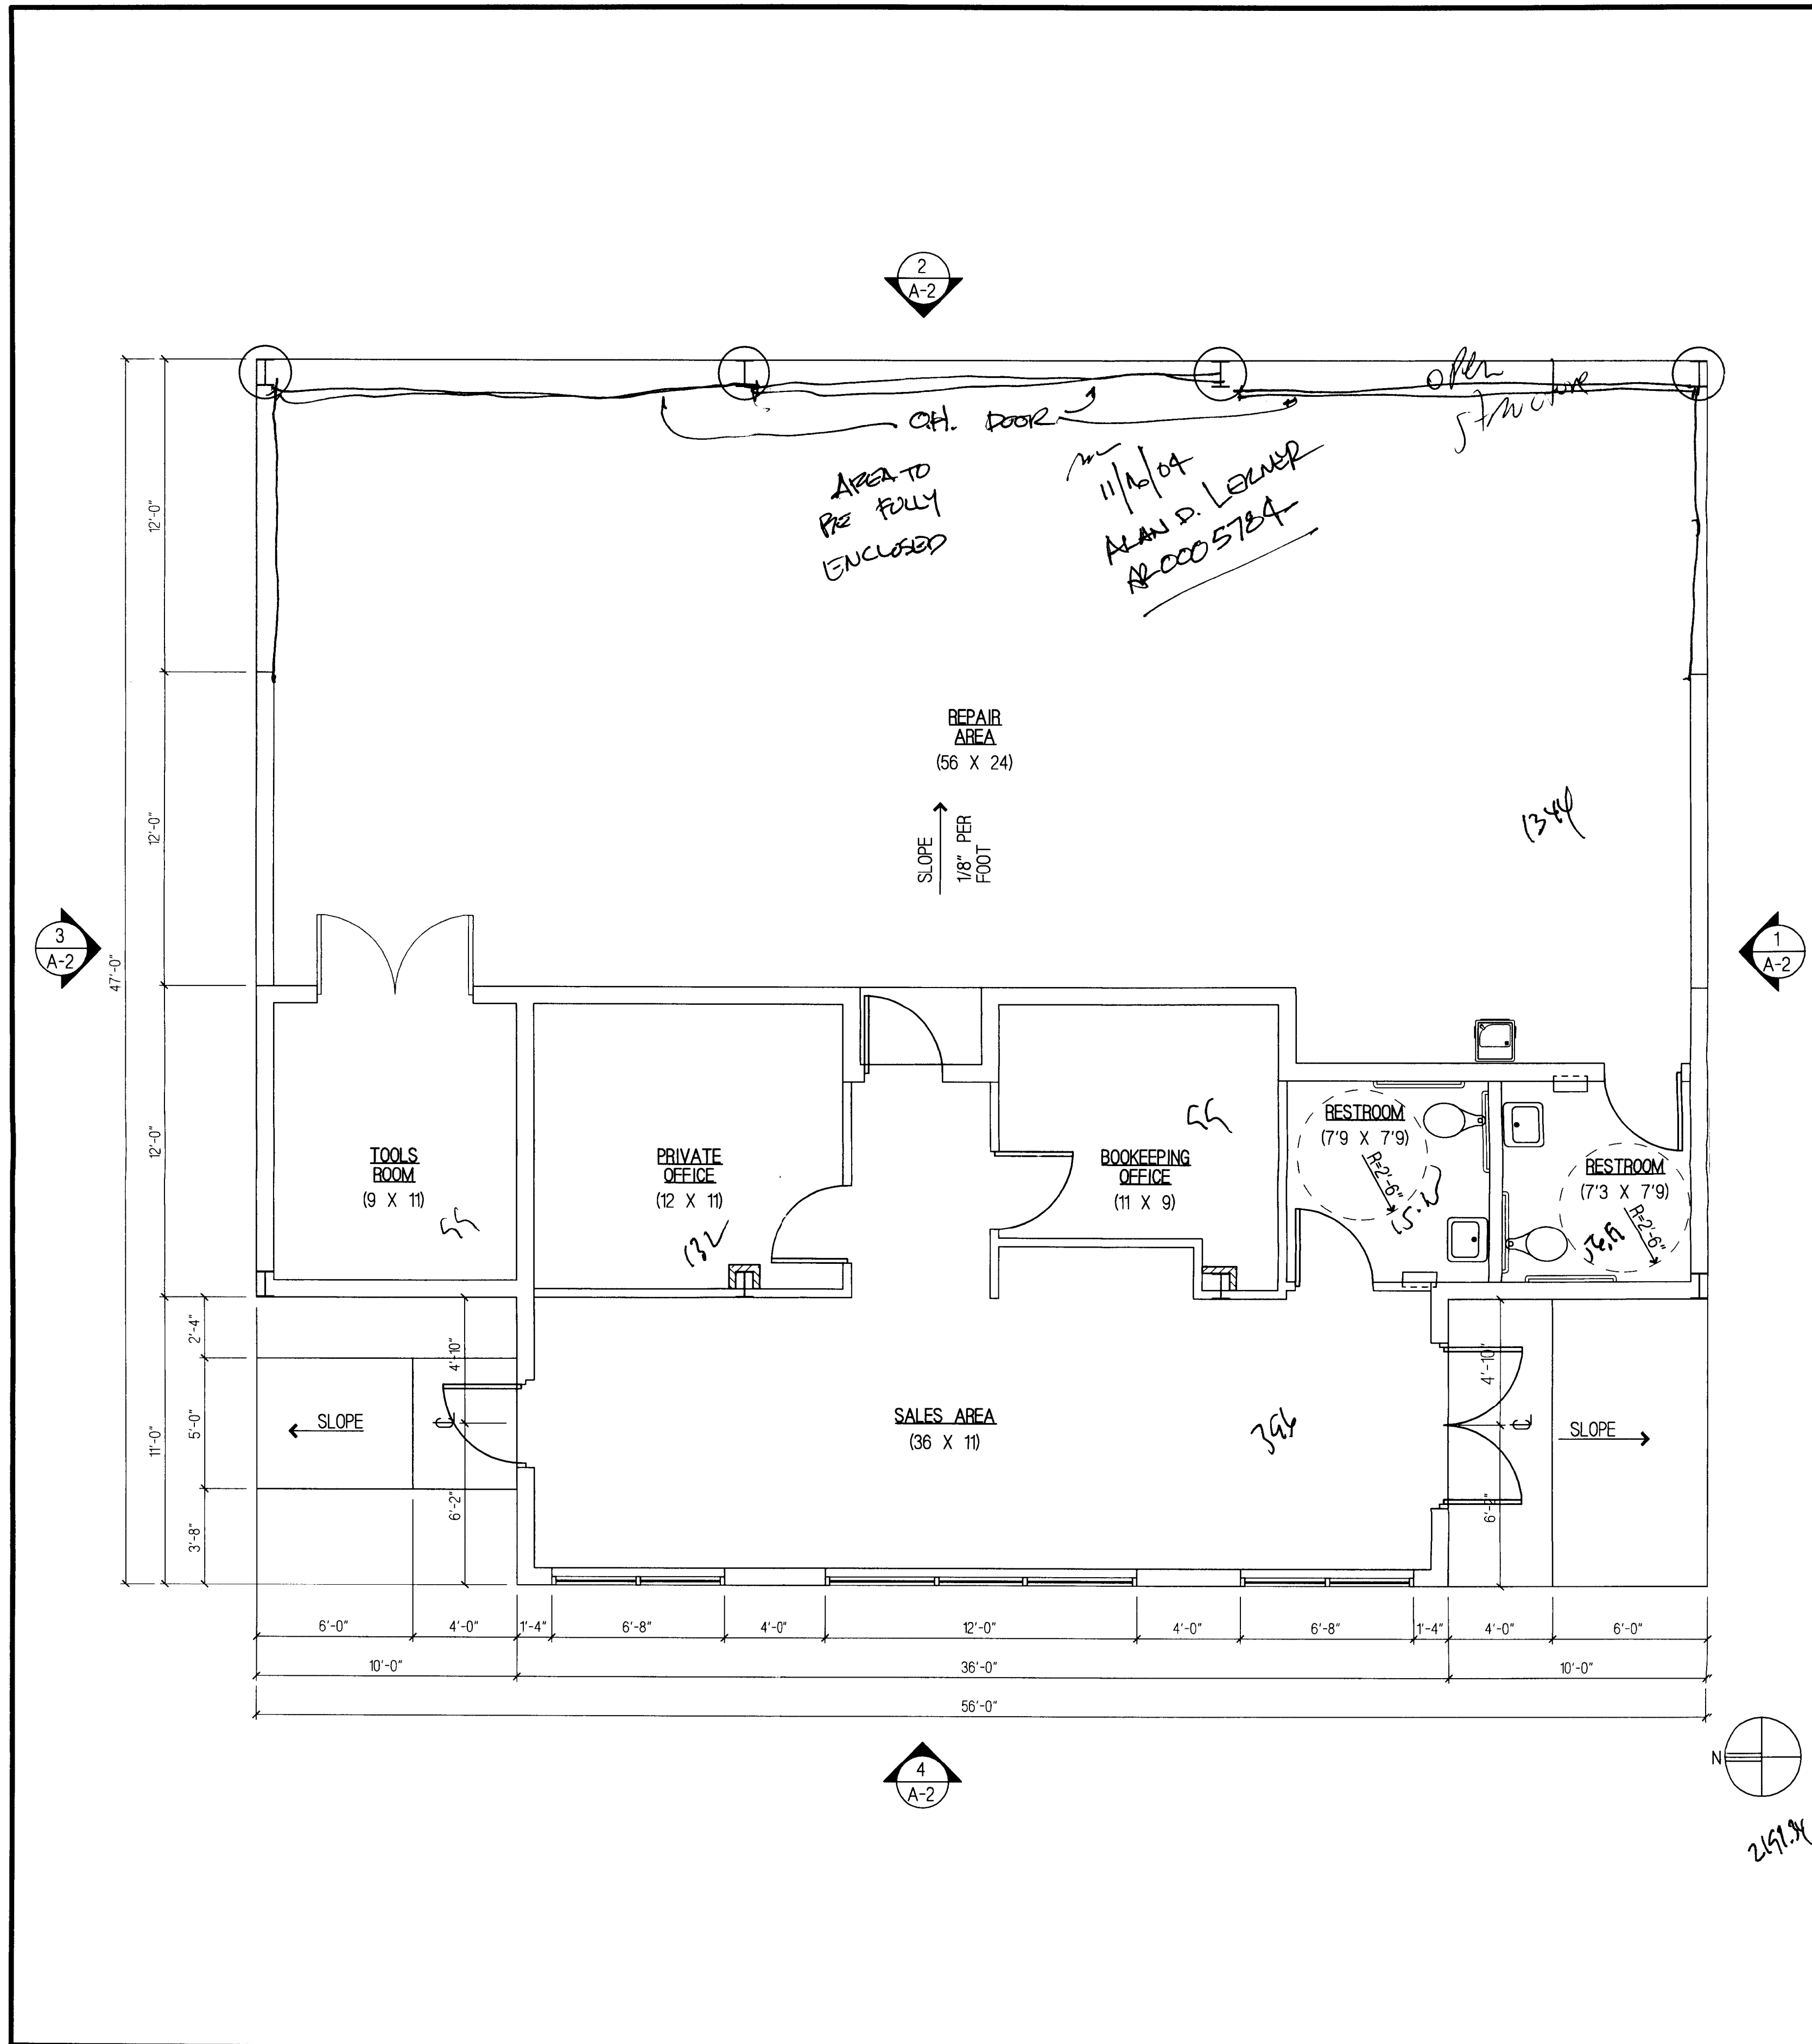 2
A-2
O.H. DOOR
OPEN
structure
AREA TO
BE FULLY
ENCLOSED
11/16/04
ALAN D. LERNER
AR0005784
12'-0"
REPAIR
AREA
(56 X 24)
1344
SLOPE
1/8" PER
FOOT
12'-0"
3
A-2
47'-0"
1
A-2
12'-0"
TOOLS
ROOM
(9 X 11)
99
PRIVATE
OFFICE
(12 X 11)
132
BOOKEEPING
OFFICE
(11 X 9)
99
RESTROOM
(7'9 X 7'9)
R=2'-6"
RESTROOM
(7'3 X 7'9)
R=2'-6"
56.19
2'-4"
5'-0"
3'-8"
11'-0"
4'-10"
6'-2"
SLOPE
CL
SALES AREA
(36 X 11)
396
4'-10"
6'-2"
CL
SLOPE
6'-0" 4'-0" 1'-4" 6'-8" 4'-0" 12'-0" 4'-0" 6'-8" 1'-4" 4'-0" 6'-0"
10'-0" 36'-0" 10'-0"
56'-0"
4
A-2
N